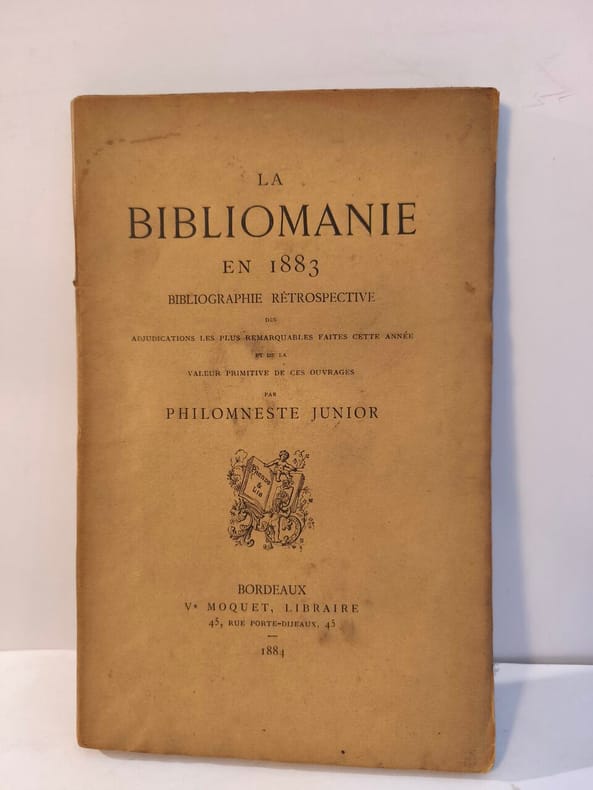 LA
BIBLIOMANIE
EN 1883
BIBLIOGRAPHIE RÉTROSPECTIVE
DES
ADJUDICATIONS LES PLUS REMARQUABLES FAITES CETTE ANNÉE
ET DE LA
VALEUR PRIMITIVE DE CES OUVRAGES
PAR
PHILOMNESTE JUNIOR
&
Lis
BORDEAUX
Vᵉ MOQUET, LIBRAIRE
45, RUE PORTE-DIJEAUX, 45
1884